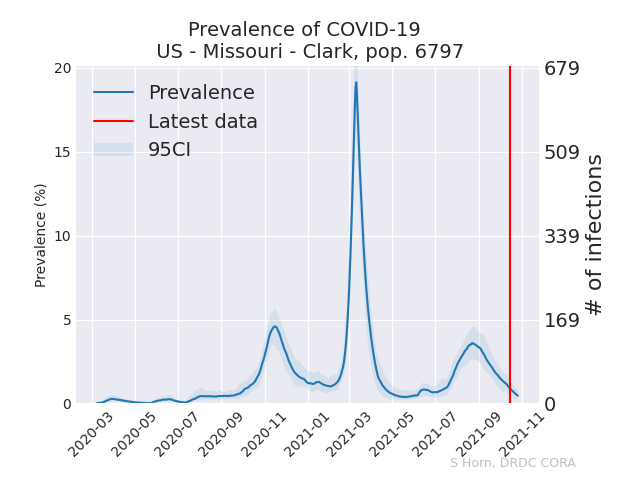 Prevalence of COVID-19
US - Missouri - Clark, pop. 6797
Prevalence
Latest data
95CI
Prevalence (%)
20
15
10
5
0
679
509
339
169
0
# of infections
2020-03
2020-05
2020-07
2020-09
2020-11
2021-01
2021-03
2021-05
2021-07
2021-09
2021-11
S Horn, DRDC CORA